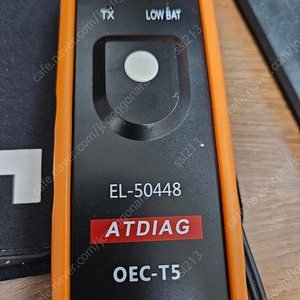 TX LOW BAT
EL-50448
ATDIAG
OEC-T5